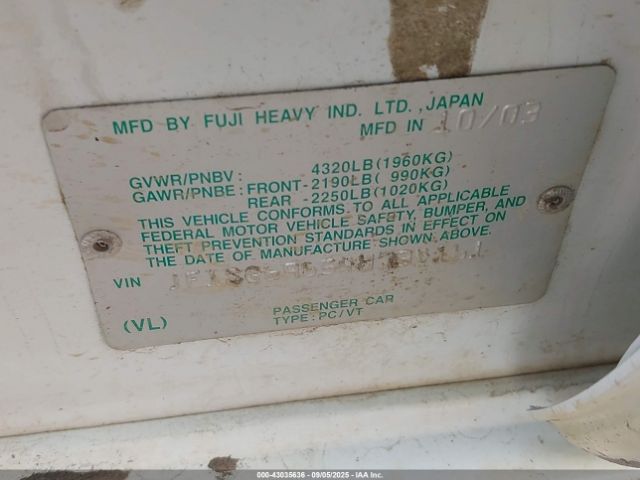 MFD BY FUJI HEAVY IND. LTD., JAPAN
MFD IN 10/03
GVWR/PNBV: 4320LB(1960KG)
GAWR/PNBE: FRONT-2190LB( 990KG)
REAR -2250LB(1020KG)
THIS VEHICLE CONFORMS TO ALL APPLICABLE
FEDERAL MOTOR VEHICLE SAFETY, BUMPER, AND
THEFT PREVENTION STANDARDS IN EFFECT ON
THE DATE OF MANUFACTURE SHOWN ABOVE.
VIN
PASSENGER CAR
(VL) TYPE: PC/VT
000-43035636 - 09/05/2025 - IAA Inc.